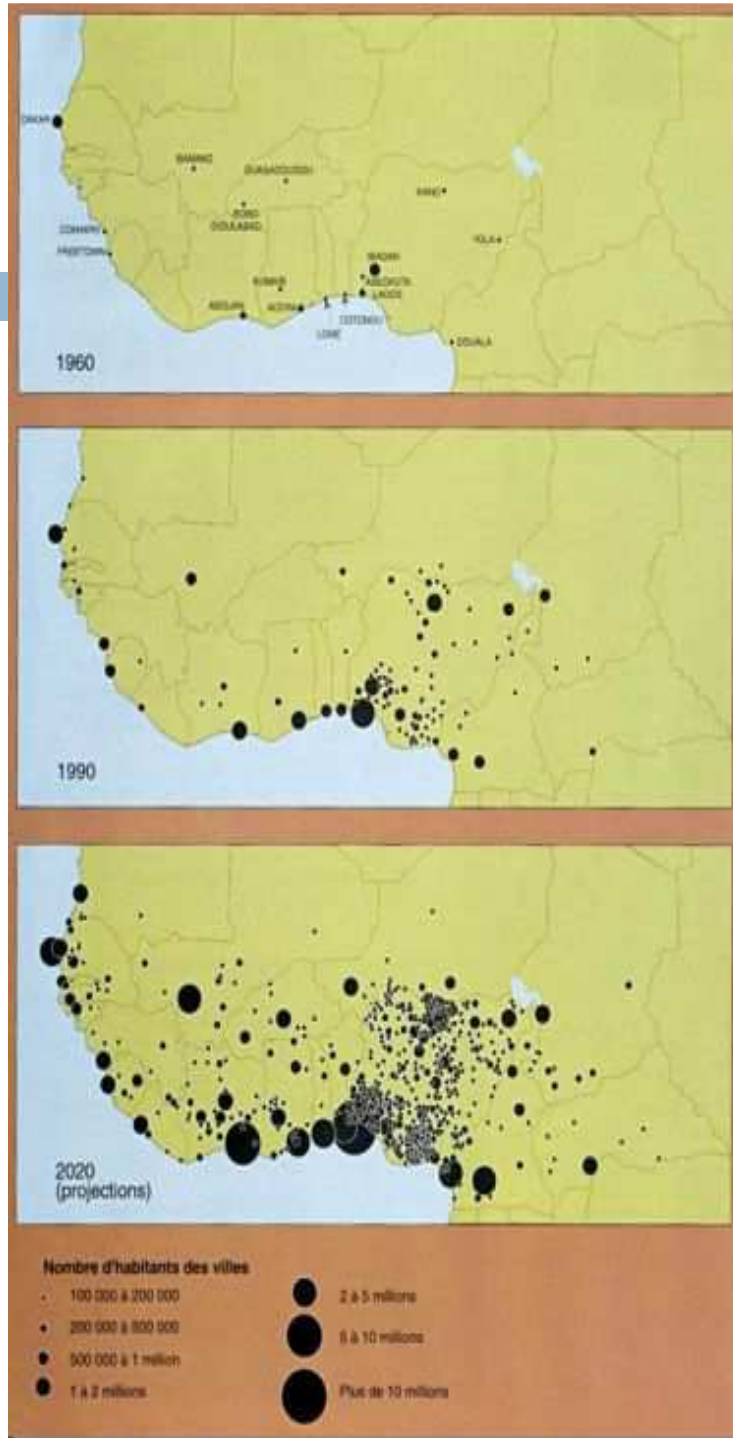 DAKAR
BAMAKO
OUAGADOUGOU
KANO
BOBO
DIOULASSO
CONAKRY
FREETOWN
YOLA
IBADAN
ABEOKUTA
LAGOS
KUMASI
ABIDJAN
ACCRA
COTONOU
LOME
DOUALA
1960
1990
2020
(projections)
Nombre d'habitants des villes
100 000 à 200 000
200 000 à 500 000
500 000 à 1 million
1 à 2 millions
2 à 5 millions
5 à 10 millions
Plus de 10 millions